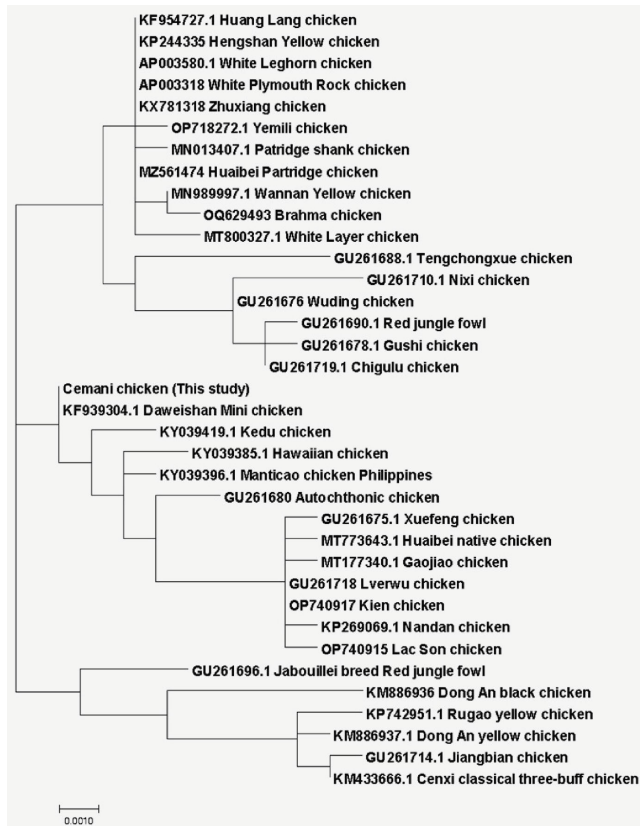 KF954727.1 Huang Lang chicken
KP244335 Hengshan Yellow chicken
AP003580.1 White Leghorn chicken
AP003318 White Plymouth Rock chicken
KX781318 Zhuxiang chicken
OP718272.1 Yemili chicken
MN013407.1 Patridge shank chicken
MZ561474 Huaibei Partridge chicken
MN989997.1 Wannan Yellow chicken
OQ629493 Brahma chicken
MT800327.1 White Layer chicken
GU261688.1 Tengchongxue chicken
GU261710.1 Nixi chicken
GU261676 Wuding chicken
GU261690.1 Red jungle fowl
GU261678.1 Gushi chicken
GU261719.1 Chigulu chicken
Cemani chicken (This study)
KF939304.1 Daweishan Mini chicken
KY039419.1 Kedu chicken
KY039385.1 Hawaiian chicken
KY039396.1 Manticao chicken Philippines
GU261680 Autochthonic chicken
GU261675.1 Xuefeng chicken
MT773643.1 Huaibei native chicken
MT177340.1 Gaojiao chicken
GU261718 Lverwu chicken
OP740917 Kien chicken
KP269069.1 Nandan chicken
OP740915 Lac Son chicken
GU261696.1 Jabouillei breed Red jungle fowl
KM886936 Dong An black chicken
KP742951.1 Rugao yellow chicken
KM886937.1 Dong An yellow chicken
GU261714.1 Jiangbian chicken
KM433666.1 Cenxi classical three-buff chicken
0.0010